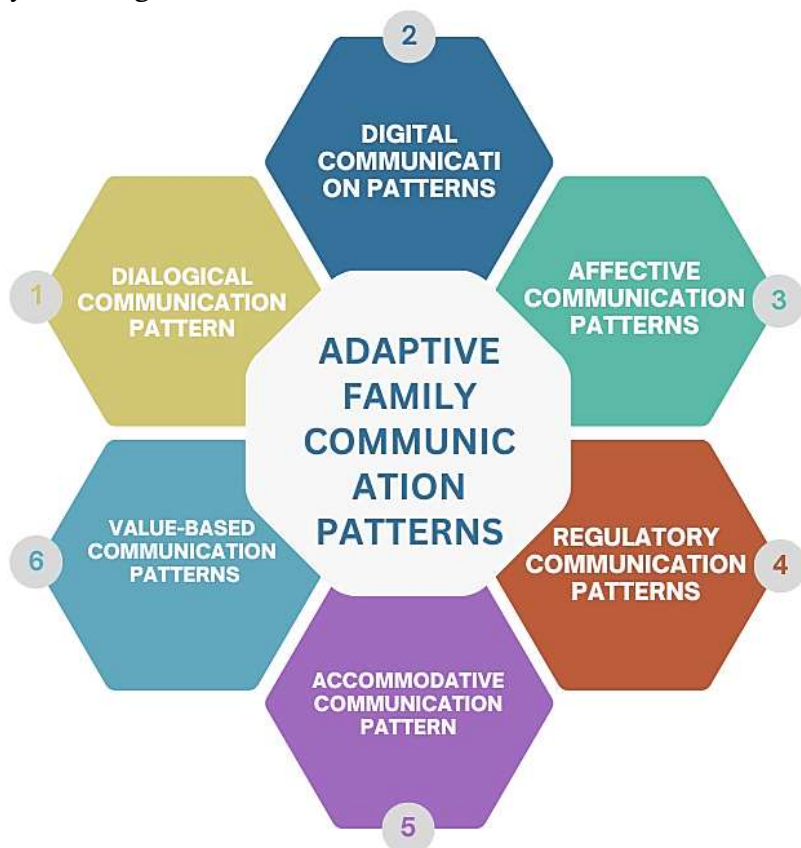 2
DIGITAL
COMMUNICATI
ON PATTERNS
1
DIALOGICAL
COMMUNICATION
PATTERN
AFFECTIVE
COMMUNICATION
PATTERNS
3
ADAPTIVE
FAMILY
COMMUNIC
ATION
PATTERNS
6
VALUE-BASED
COMMUNICATION
PATTERNS
REGULATORY
COMMUNICATION
PATTERNS
4
ACCOMMODATIVE
COMMUNICATION
PATTERN
5